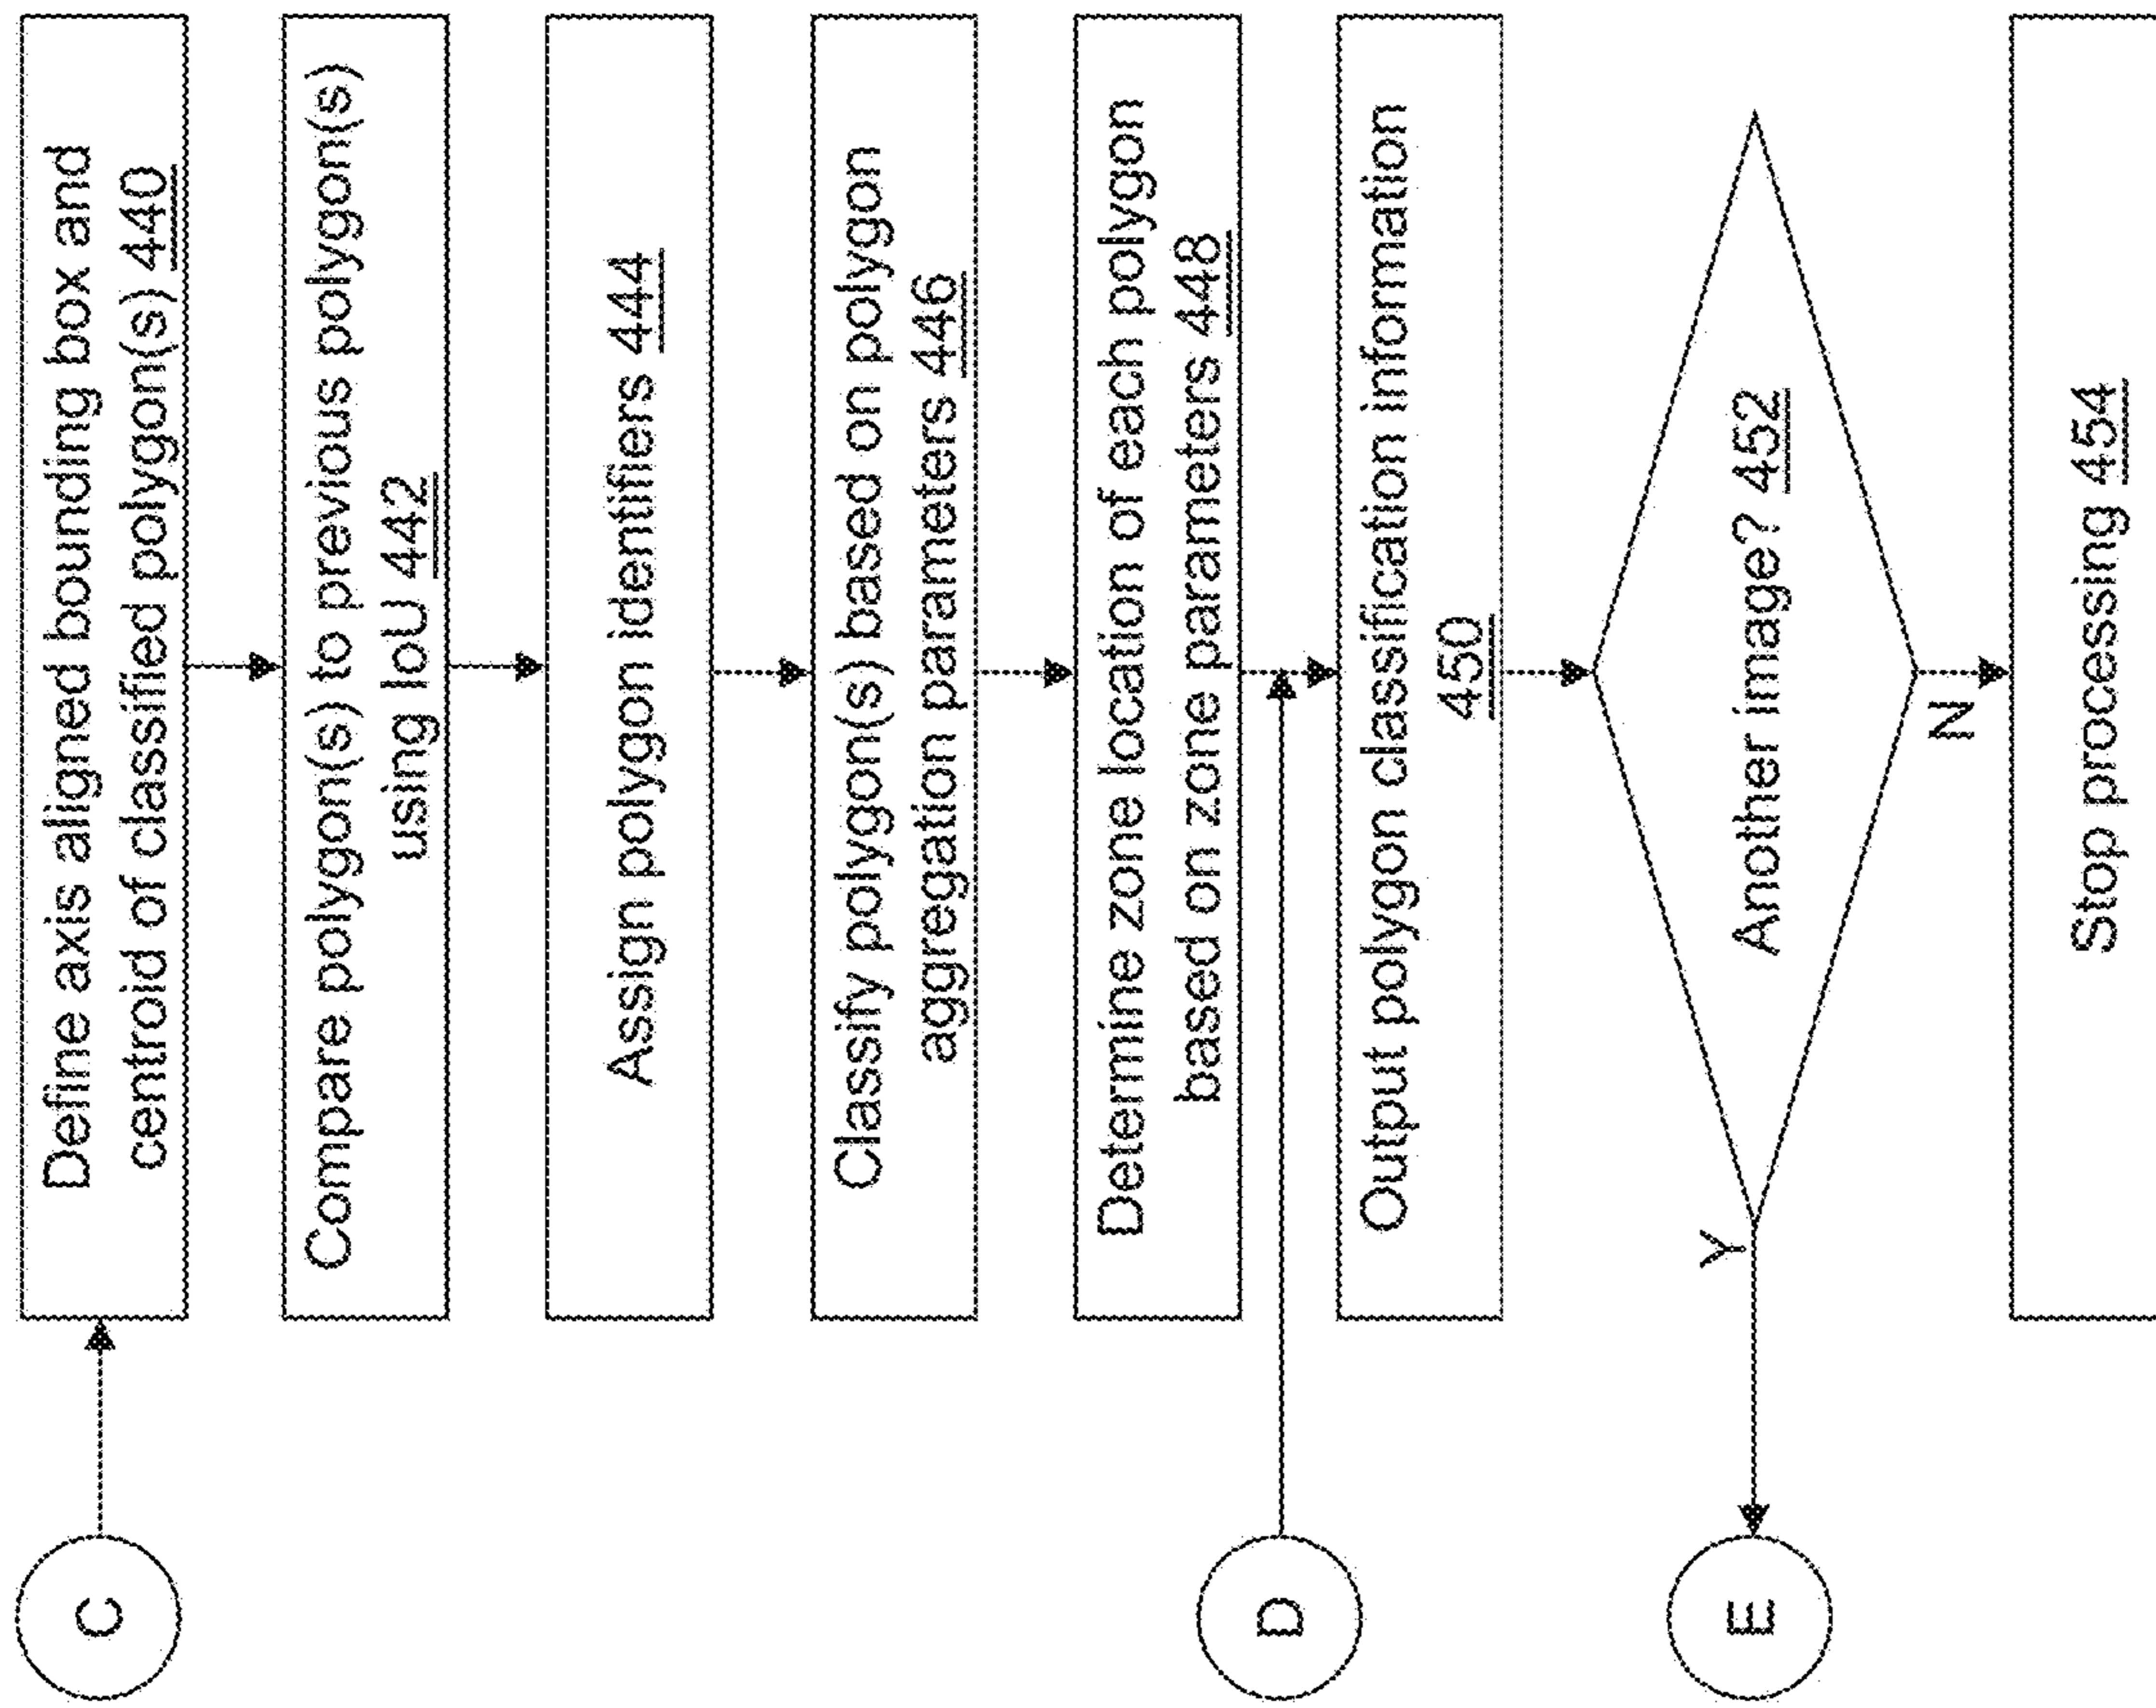 C
Define axis aligned bounding box and
centroid of classified polygon(s) 440
Compare polygon(s) to previous polygon(s)
using IoU 442
Assign polygon identifiers 444
Classify polygon(s) based on polygon
aggregation parameters 446
Determine zone location of each polygon
based on zone parameters 448
D
Output polygon classification information
450
Another image? 452
Y
E
N
Stop processing 454